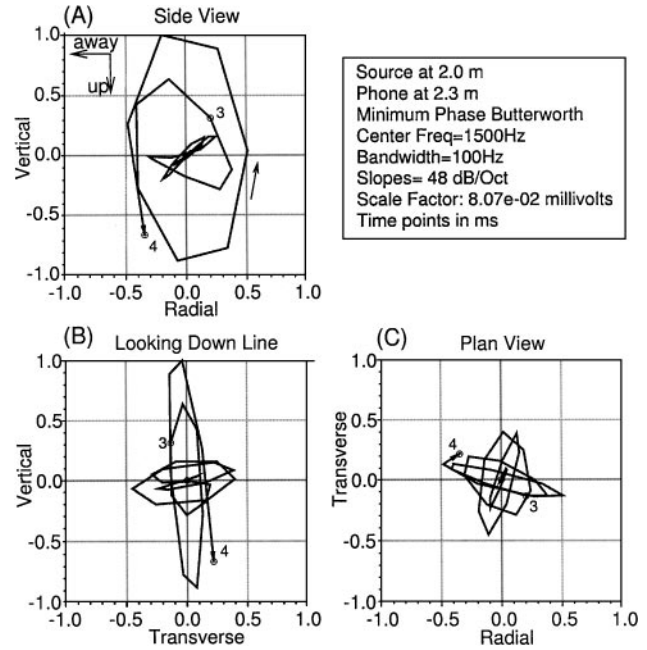 (A)
Side View
away
up
1.0
0.5
0.0
-0.5
-1.0
Vertical
3
4
-1.0 -0.5 0.0 0.5 1.0
Radial
Source at 2.0 m
Phone at 2.3 m
Minimum Phase Butterworth
Center Freq=1500Hz
Bandwidth=100Hz
Slopes= 48 dB/Oct
Scale Factor: 8.07e-02 millivolts
Time points in ms
(B)
Looking Down Line
1.0
0.5
0.0
-0.5
-1.0
Vertical
3
4
-1.0 -0.5 0.0 0.5 1.0
Transverse
(C)
Plan View
1.0
0.5
0.0
-0.5
-1.0
Transverse
4
3
-1.0 -0.5 0.0 0.5 1.0
Radial